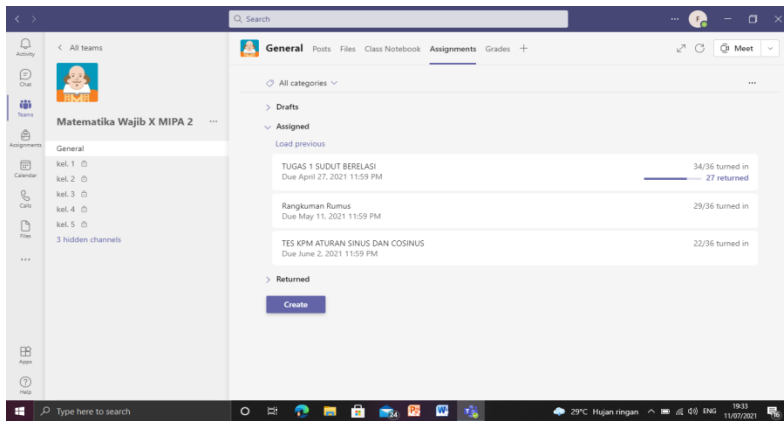 Search
F
Activity
Chat
Teams
Assignments
Calendar
Calls
Files
Apps
Help
All teams
Matematika Wajib X MIPA 2
General
kel. 1
kel. 2
kel. 3
kel. 4
kel. 5
3 hidden channels
General Posts Files Class Notebook Assignments Grades +
Meet
All categories
Drafts
Assigned
Load previous
TUGAS 1 SUDUT BERELASI
Due April 27, 2021 11:59 PM
34/36 turned in
27 returned
Rangkuman Rumus
Due May 11, 2021 11:59 PM
29/36 turned in
TES KPM ATURAN SINUS DAN COSINUS
Due June 2, 2021 11:59 PM
22/36 turned in
Returned
Create
Type here to search
24
29°C Hujan ringan
ENG
19:33
11/07/2021
16